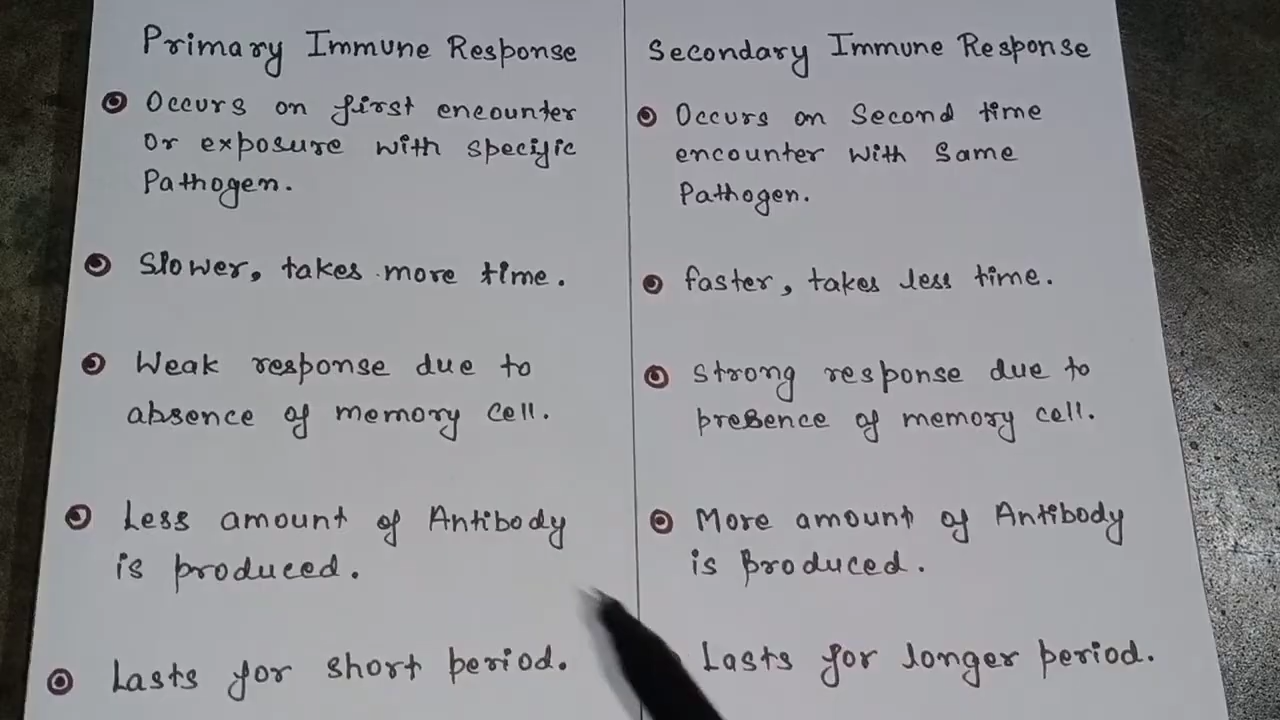 Primary Immune Response
Occurs on first encounter
or exposure with specific
Pathogen.
Slower, takes more time.
Weak response due to
absence of memory cell.
Less amount of Antibody
is produced.
Lasts for short period.
Secondary Immune Response
Occurs on Second time
encounter with Same
Pathogen.
faster, takes less time.
Strong response due to
presence of memory cell.
More amount of Antibody
is Produced.
Lasts for longer period.